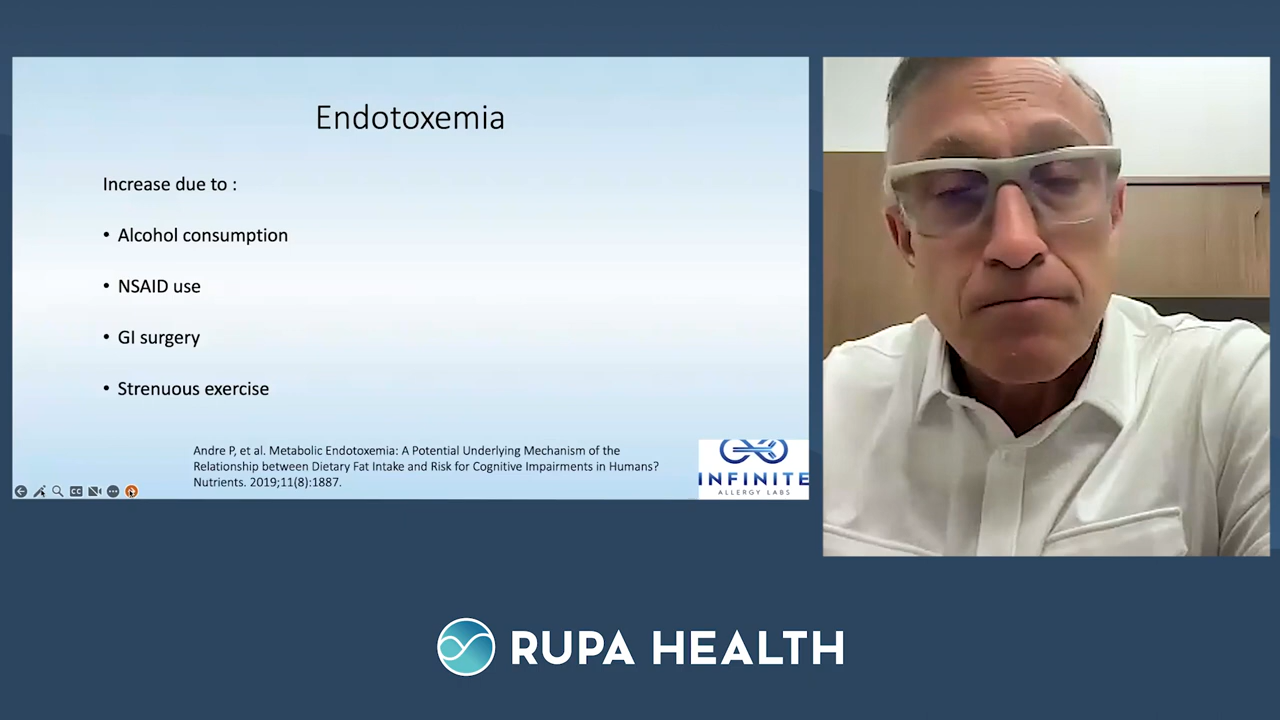 Endotoxemia
Increase due to :
• Alcohol consumption
• NSAID use
• GI surgery
• Strenuous exercise
Andre P, et al. Metabolic Endotoxemia: A Potential Underlying Mechanism of the
Relationship between Dietary Fat Intake and Risk for Cognitive Impairments in Humans?
Nutrients. 2019;11(8):1887.
INFINITE
ALLERGY LABS
CC
RUPA HEALTH